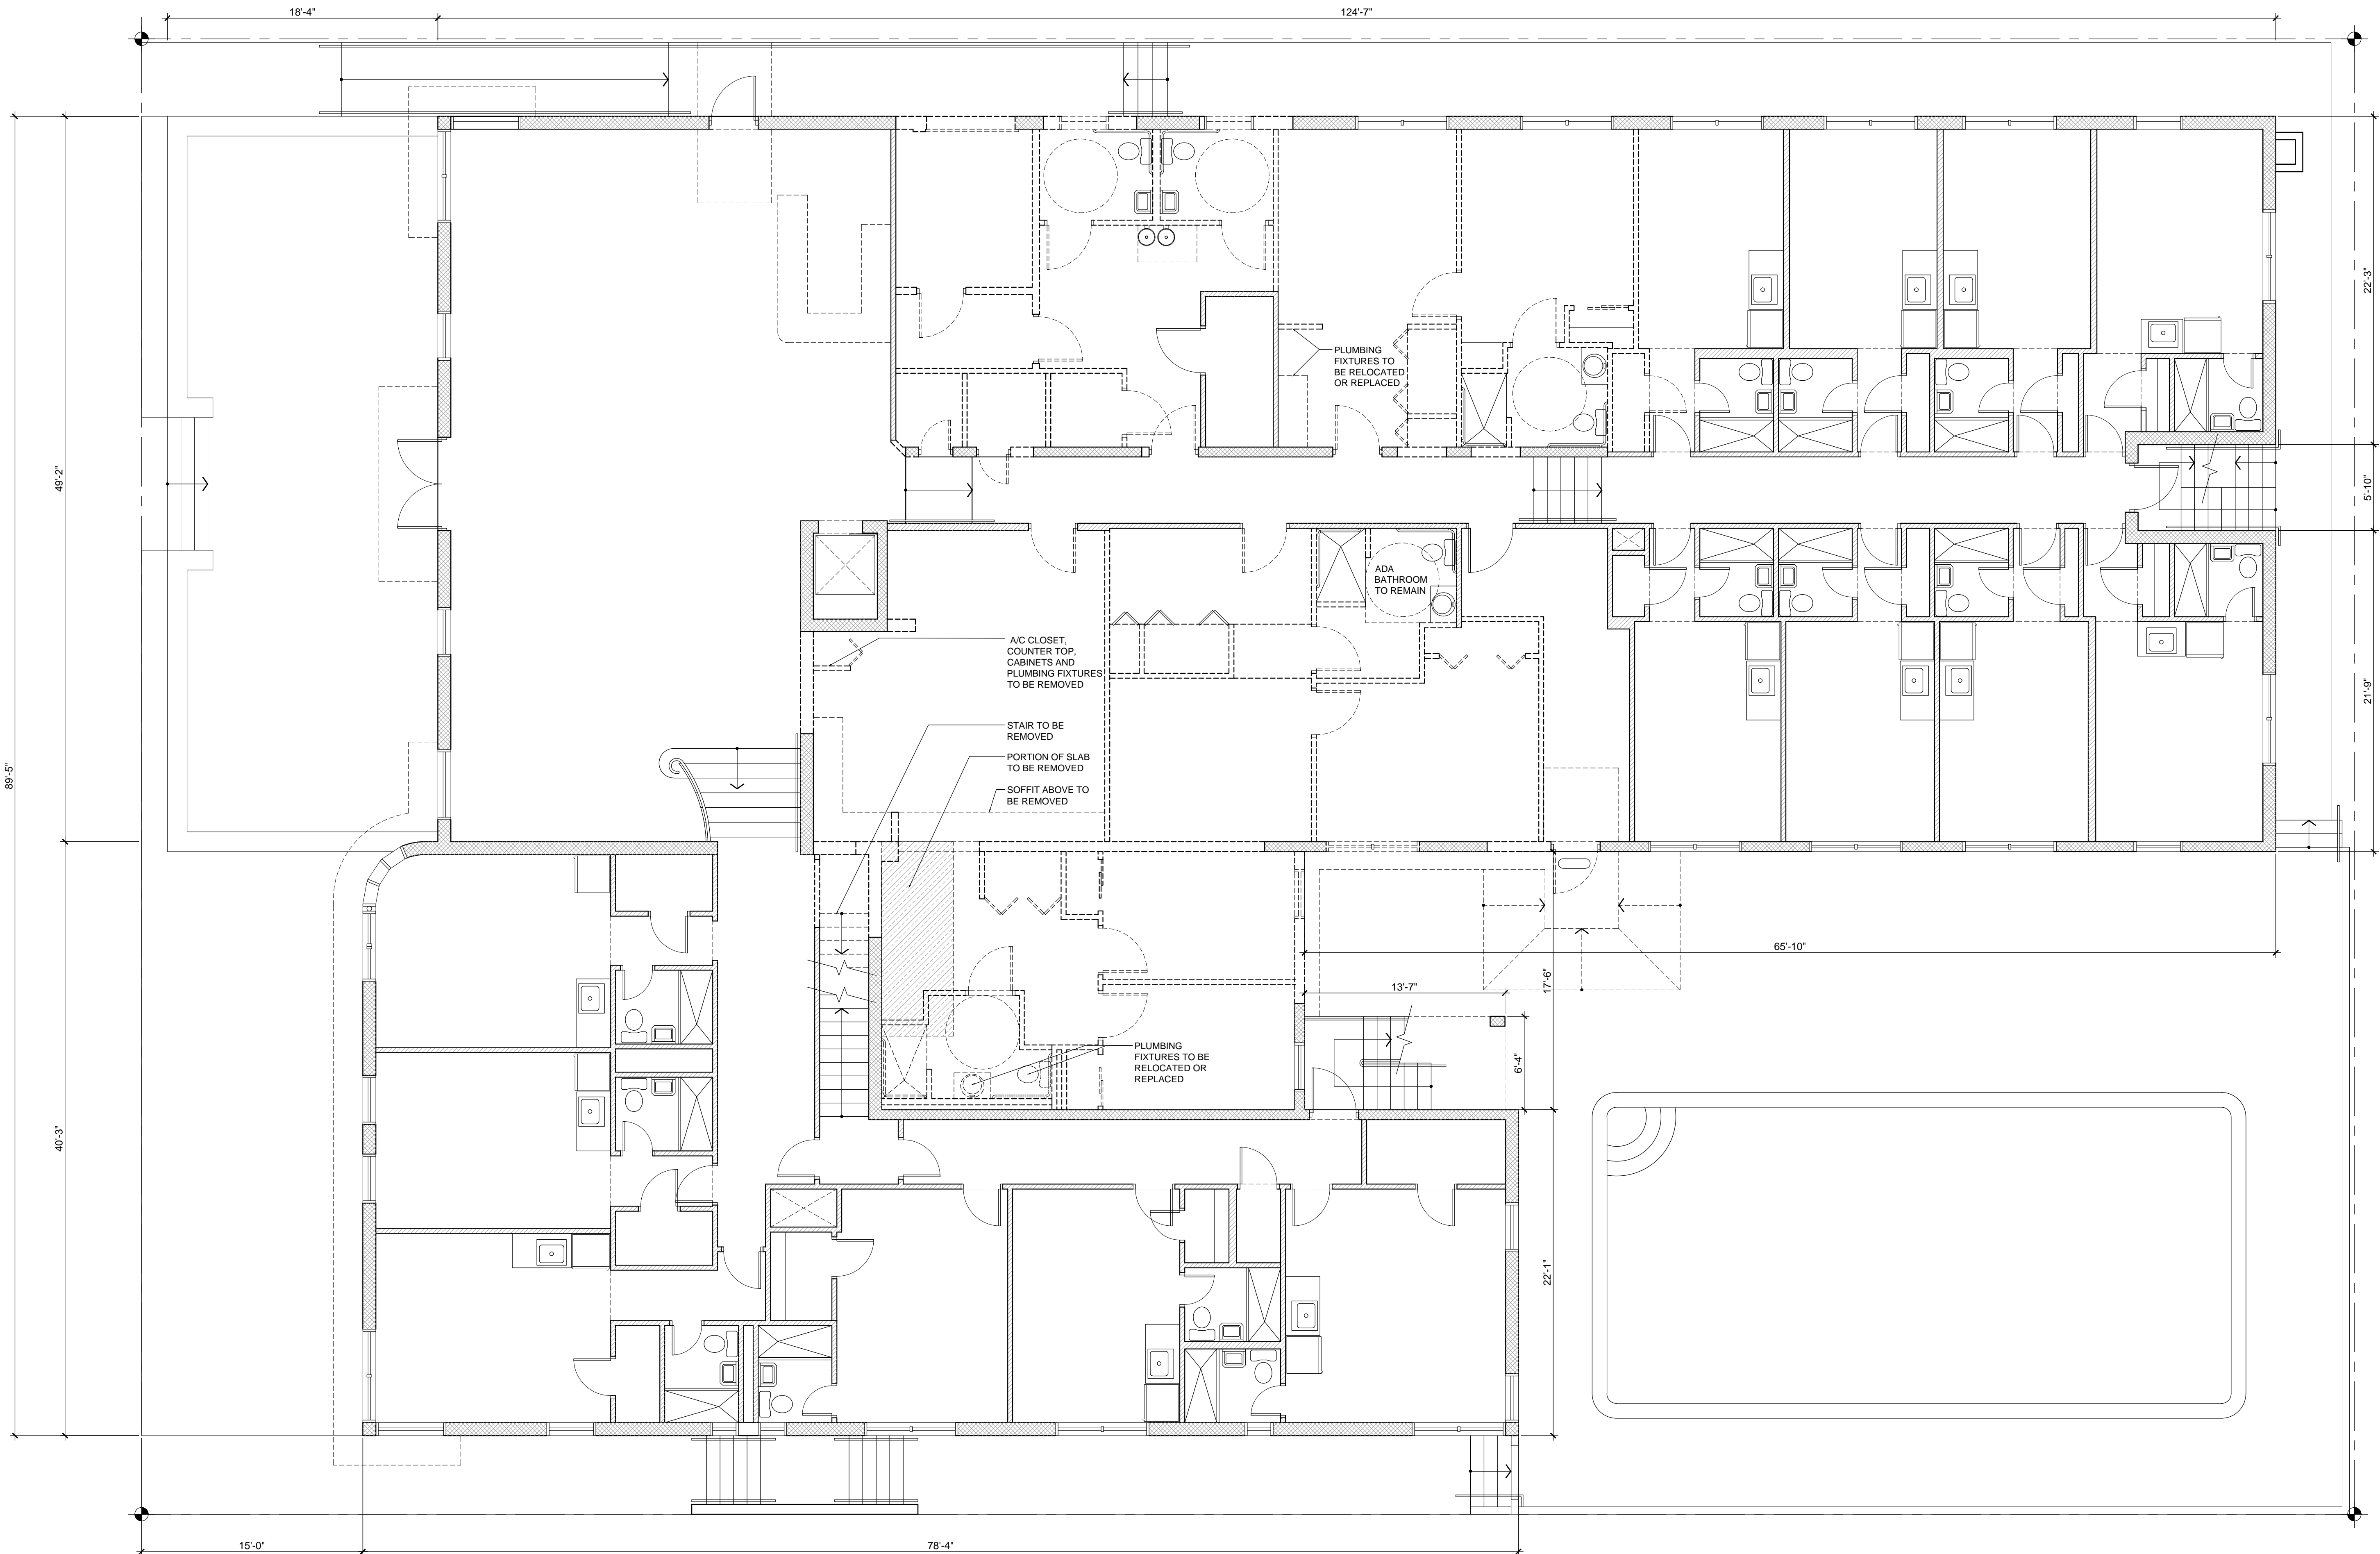 18'-4"
124'-7"
89'-5"
49'-2"
40'-3"
22'-3"
5'-10"
21'-9"
PLUMBING
FIXTURES TO
BE RELOCATED
OR REPLACED
ADA
BATHROOM
TO REMAIN
A/C CLOSET,
COUNTER TOP,
CABINETS AND
PLUMBING FIXTURES
TO BE REMOVED
STAIR TO BE
REMOVED
PORTION OF SLAB
TO BE REMOVED
SOFFIT ABOVE TO
BE REMOVED
65'-10"
17'-6"
13'-7"
6'-4"
PLUMBING
FIXTURES TO BE
RELOCATED OR
REPLACED
22'-1"
15'-0"
78'-4"